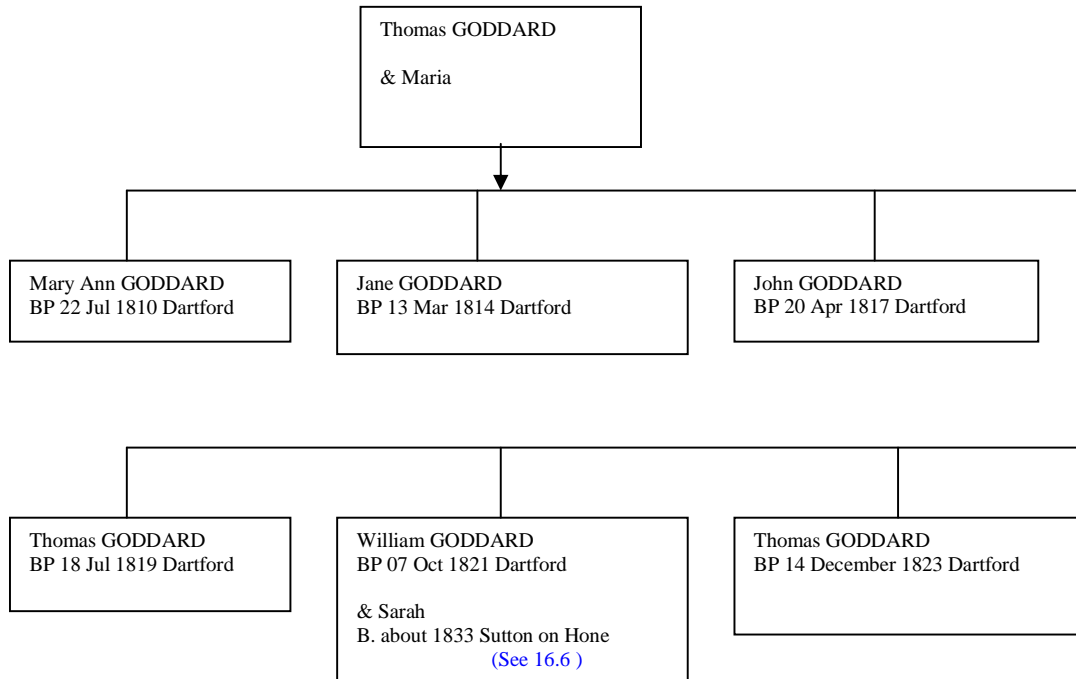 Thomas GODDARD
& Maria
Mary Ann GODDARD
BP 22 Jul 1810 Dartford
Jane GODDARD
BP 13 Mar 1814 Dartford
John GODDARD
BP 20 Apr 1817 Dartford
Thomas GODDARD
BP 18 Jul 1819 Dartford
William GODDARD
BP 07 Oct 1821 Dartford
& Sarah
B. about 1833 Sutton on Hone
(See 16.6 )
Thomas GODDARD
BP 14 December 1823 Dartford